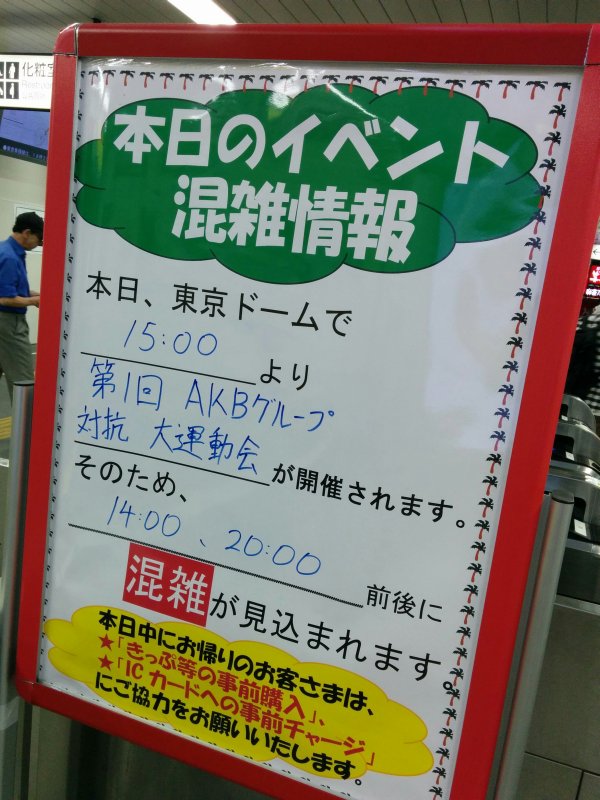 化粧室
Restroom
本日のイベント
混雑情報
本日、東京ドームで
15:00 より
第1回 AKBグループ
対抗 大運動会 が開催されます。
そのため、
14:00、20:00 前後に
混雑が見込まれます。
本日中にお帰りのお客さまは、
★「きっぷ等の事前購入」、
★「ICカードへの事前チャージ」
にご協力をお願いいたします。